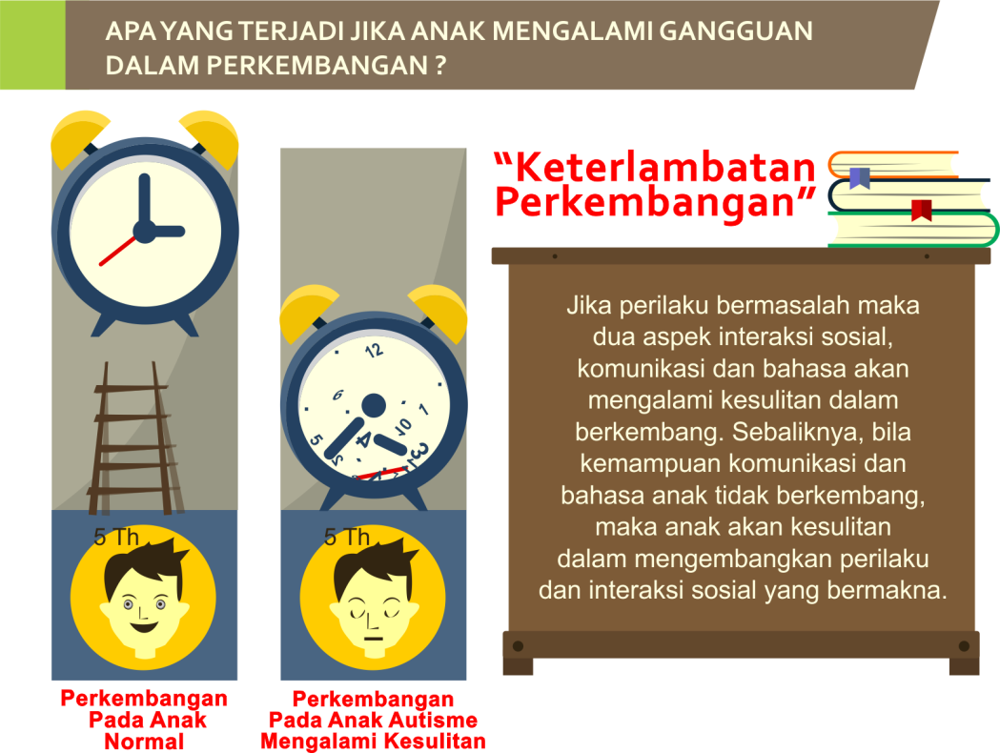 APA YANG TERJADI JIKA ANAK MENGALAMI GANGGUAN
DALAM PERKEMBANGAN ?
“Keterlambatan
Perkembangan”
Jika perilaku bermasalah maka
dua aspek interaksi sosial,
komunikasi dan bahasa akan
mengalami kesulitan dalam
berkembang. Sebaliknya, bila
kemampuan komunikasi dan
bahasa anak tidak berkembang,
maka anak akan kesulitan
dalam mengembangkan perilaku
dan interaksi sosial yang bermakna.
12
6
1
10
5
4
3
2
5 Th
5 Th
Perkembangan
Pada Anak
Normal
Perkembangan
Pada Anak Autisme
Mengalami Kesulitan